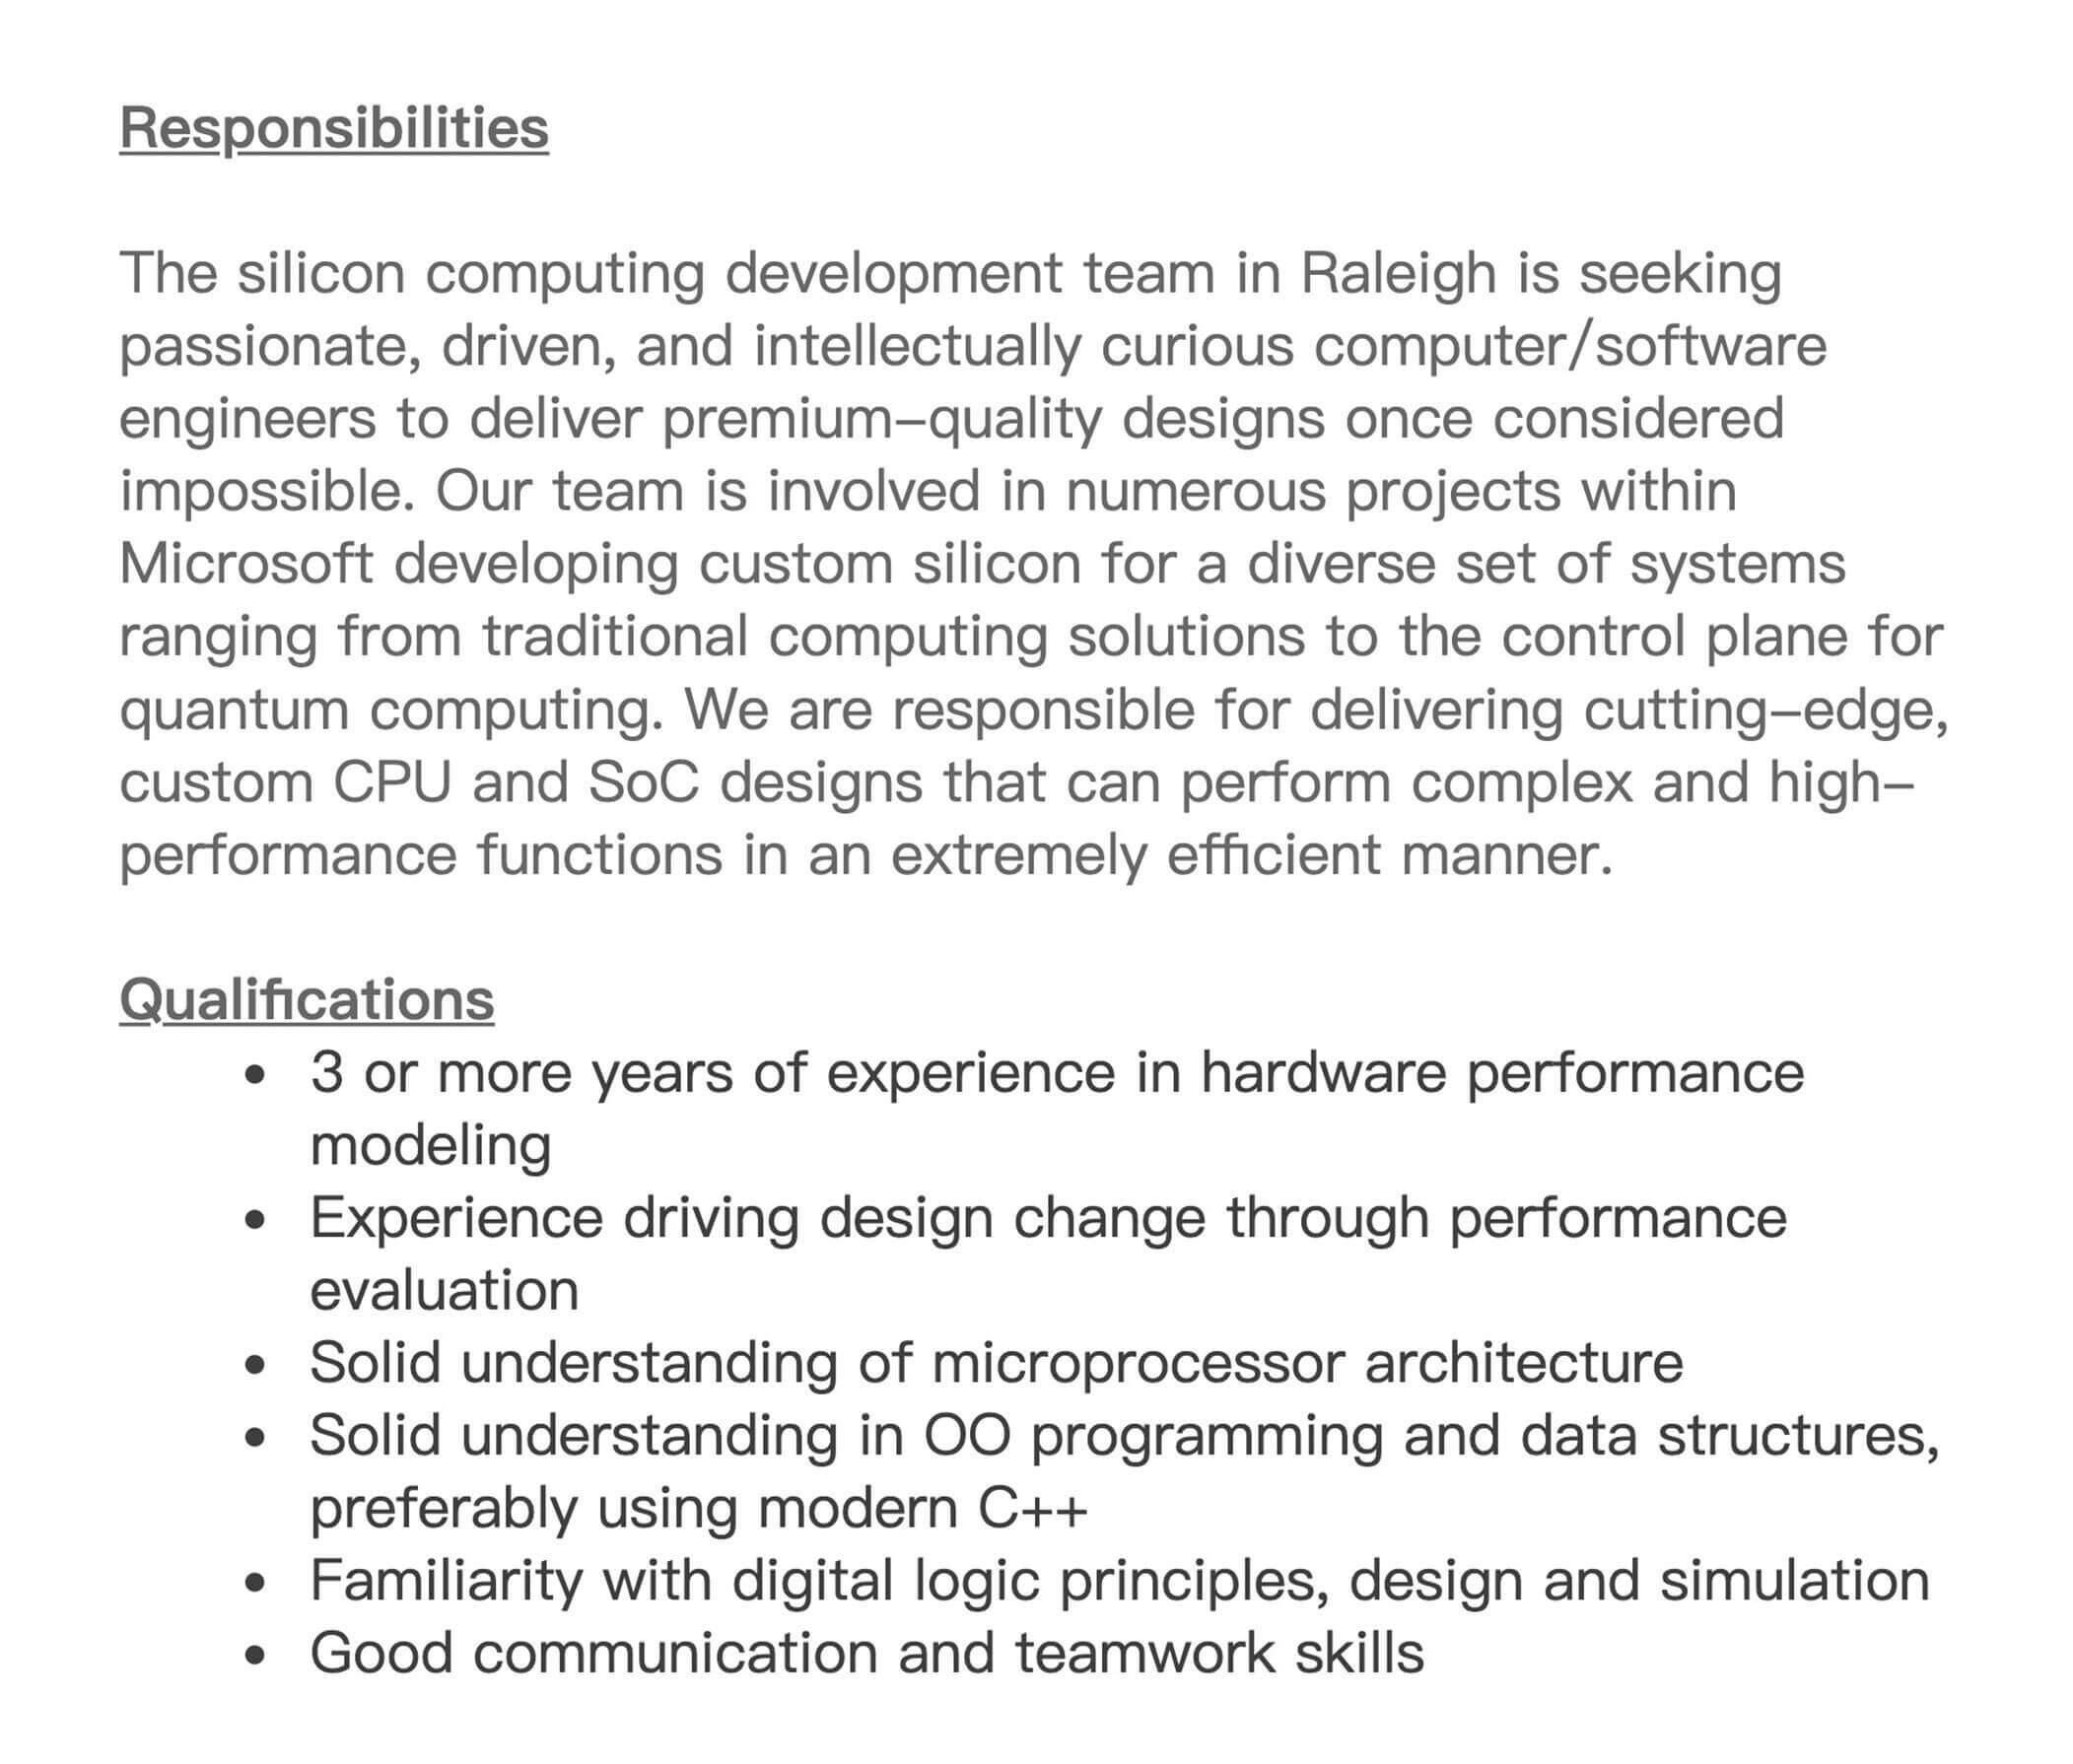 Responsibilities
The silicon computing development team in Raleigh is seeking
passionate, driven, and intellectually curious computer/software
engineers to deliver premium-quality designs once considered
impossible. Our team is involved in numerous projects within
Microsoft developing custom silicon for a diverse set of systems
ranging from traditional computing solutions to the control plane for
quantum computing. We are responsible for delivering cutting-edge,
custom CPU and SoC designs that can perform complex and high-
performance functions in an extremely efficient manner.
Qualifications
• 3 or more years of experience in hardware performance
modeling
• Experience driving design change through performance
evaluation
• Solid understanding of microprocessor architecture
• Solid understanding in OO programming and data structures,
preferably using modern C++
• Familiarity with digital logic principles, design and simulation
• Good communication and teamwork skills